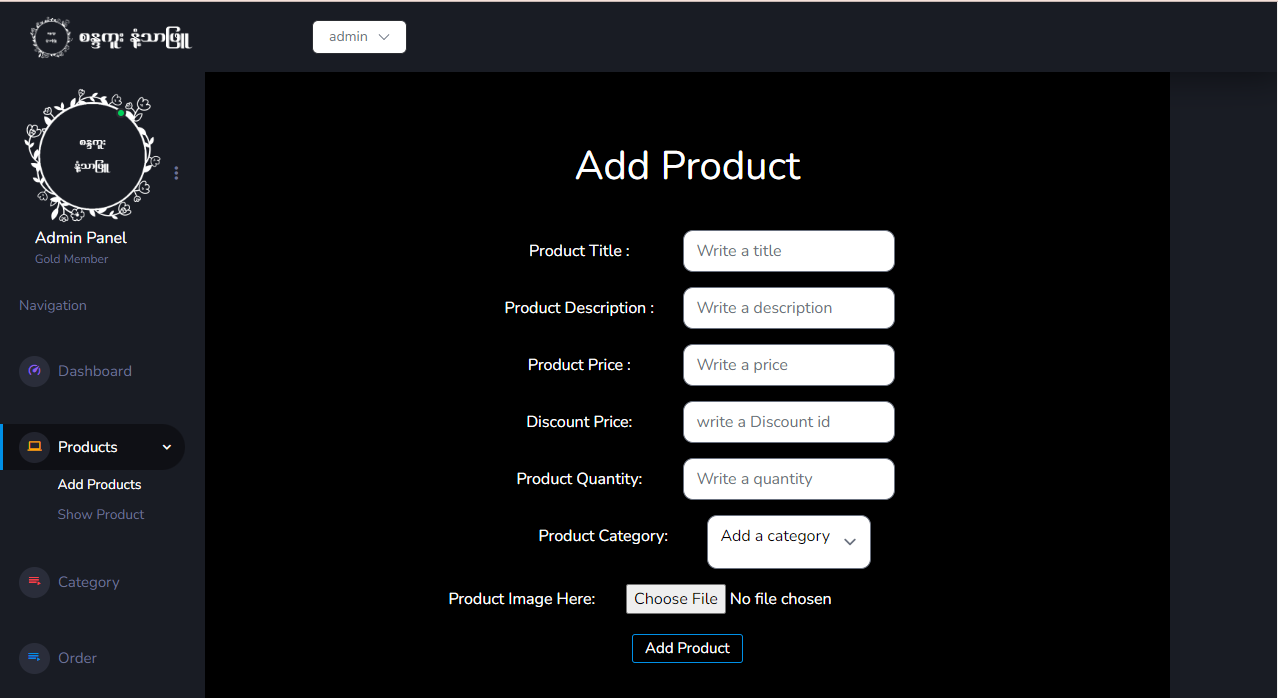 စန္ဒကူး နံ့သာဖြူ
admin
စန္ဒကူး
နံ့သာဖြူ
Admin Panel
Gold Member
Navigation
Dashboard
Products
Add Products
Show Product
Category
Order
Add Product
Product Title : Write a title
Product Description : Write a description
Product Price : Write a price
Discount Price: write a Discount id
Product Quantity: Write a quantity
Product Category: Add a category
Product Image Here: Choose File No file chosen
Add Product